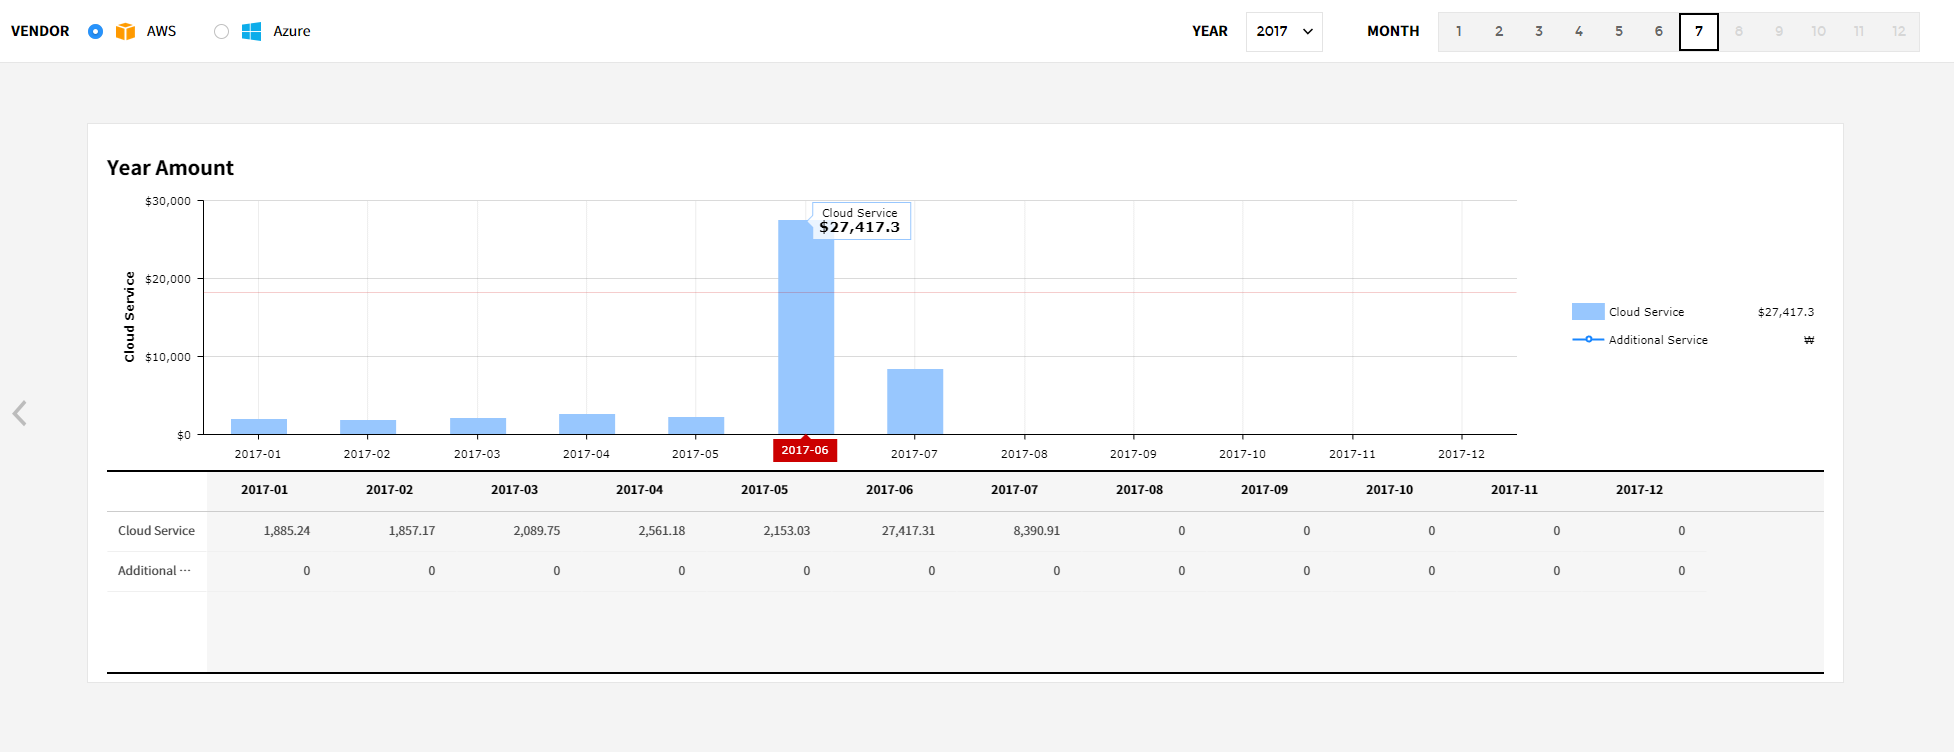 VENDOR AWS Azure YEAR 2017 MONTH 1 2 3 4 5 6 7 8 9 10 11 12
Year Amount
$30,000
Cloud Service
$27,417.3
$20,000
Cloud Service
$10,000
$0
Cloud Service $27,417.3
Additional Service ₩
2017-01 2017-02 2017-03 2017-04 2017-05 2017-06 2017-07 2017-08 2017-09 2017-10 2017-11 2017-12
2017-01 2017-02 2017-03 2017-04 2017-05 2017-06 2017-07 2017-08 2017-09 2017-10 2017-11 2017-12
Cloud Service 1,885.24 1,857.17 2,089.75 2,561.18 2,153.03 27,417.31 8,390.91 0 0 0 0 0
Additional ··· 0 0 0 0 0 0 0 0 0 0 0 0